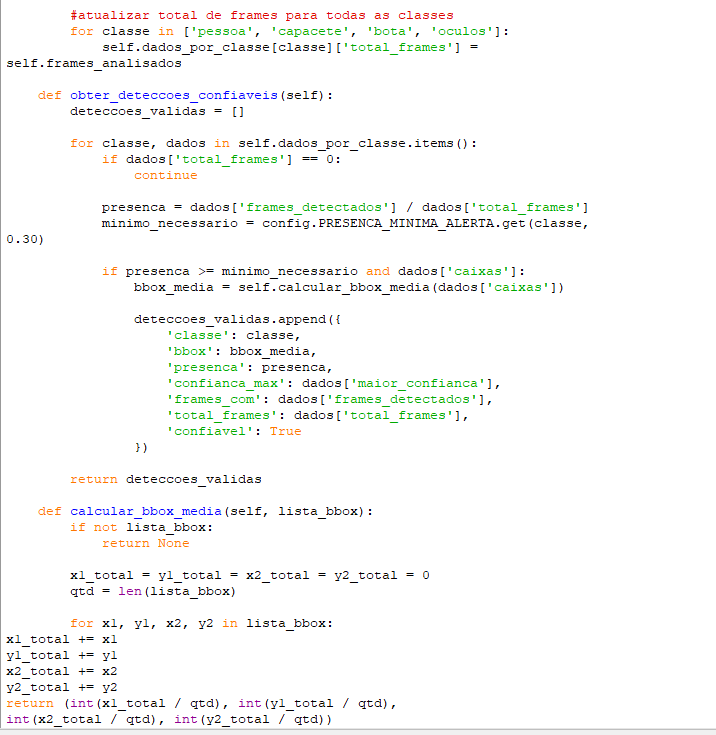 #atualizar total de frames para todas as classes
        for classe in ['pessoa', 'capacete', 'bota', 'oculos']:
            self.dados_por_classe[classe]['total_frames'] =
self.frames_analisados

    def obter_deteccoes_confiaveis(self):
        deteccoes_validas = []

        for classe, dados in self.dados_por_classe.items():
            if dados['total_frames'] == 0:
                continue

            presenca = dados['frames_detectados'] / dados['total_frames']
            minimo_necessario = config.PRESENCA_MINIMA_ALERTA.get(classe,
0.30)

            if presenca >= minimo_necessario and dados['caixas']:
                bbox_media = self.calcular_bbox_media(dados['caixas'])

                deteccoes_validas.append({
                    'classe': classe,
                    'bbox': bbox_media,
                    'presenca': presenca,
                    'confianca_max': dados['maior_confianca'],
                    'frames_com': dados['frames_detectados'],
                    'total_frames': dados['total_frames'],
                    'confiavel': True
                })

        return deteccoes_validas

    def calcular_bbox_media(self, lista_bbox):
        if not lista_bbox:
            return None

        x1_total = y1_total = x2_total = y2_total = 0
        qtd = len(lista_bbox)

        for x1, y1, x2, y2 in lista_bbox:
x1_total += x1
y1_total += y1
x2_total += x2
y2_total += y2
return (int(x1_total / qtd), int(y1_total / qtd),
int(x2_total / qtd), int(y2_total / qtd))